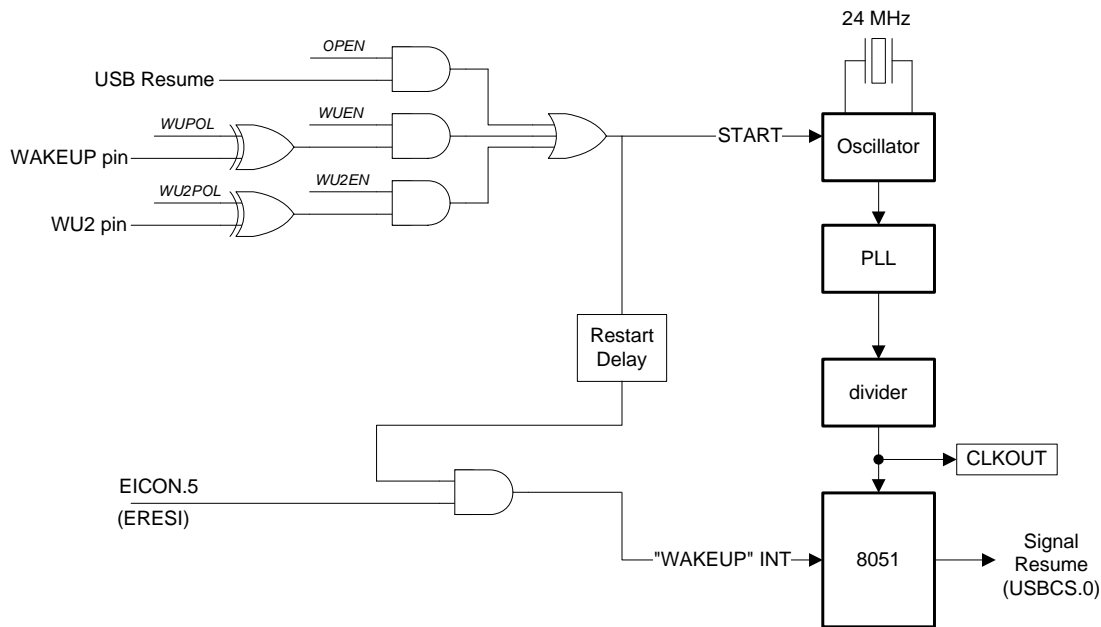 24 MHz
OPEN
USB Resume
WUPOL
WUEN
WAKEUP pin
START
Oscillator
WU2POL
WU2EN
WU2 pin
PLL
Restart
Delay
divider
CLKOUT
EICON.5
(ERESI)
"WAKEUP" INT
8051
Signal
Resume
(USBCS.0)